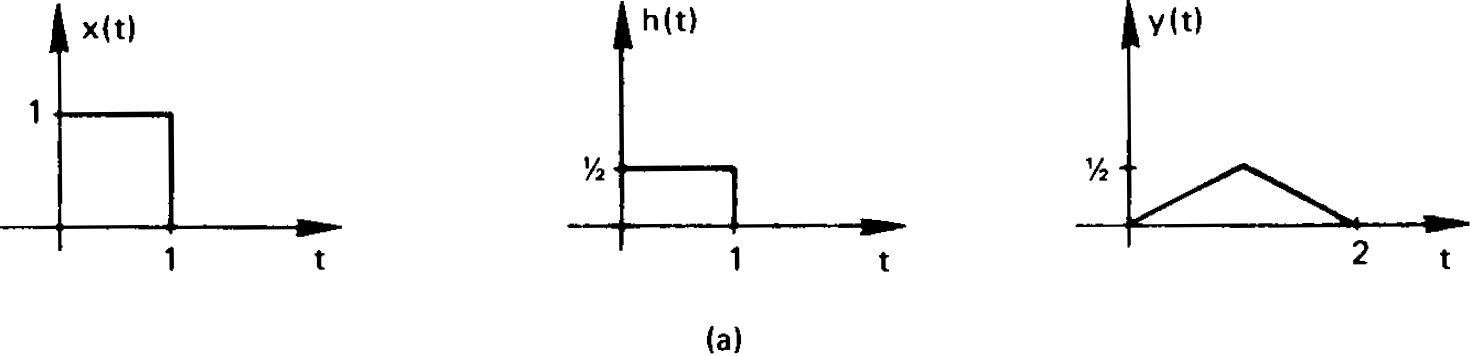 x(t) h(t) y(t)
1
½ ½
1 t 1 t 2 t
(a)